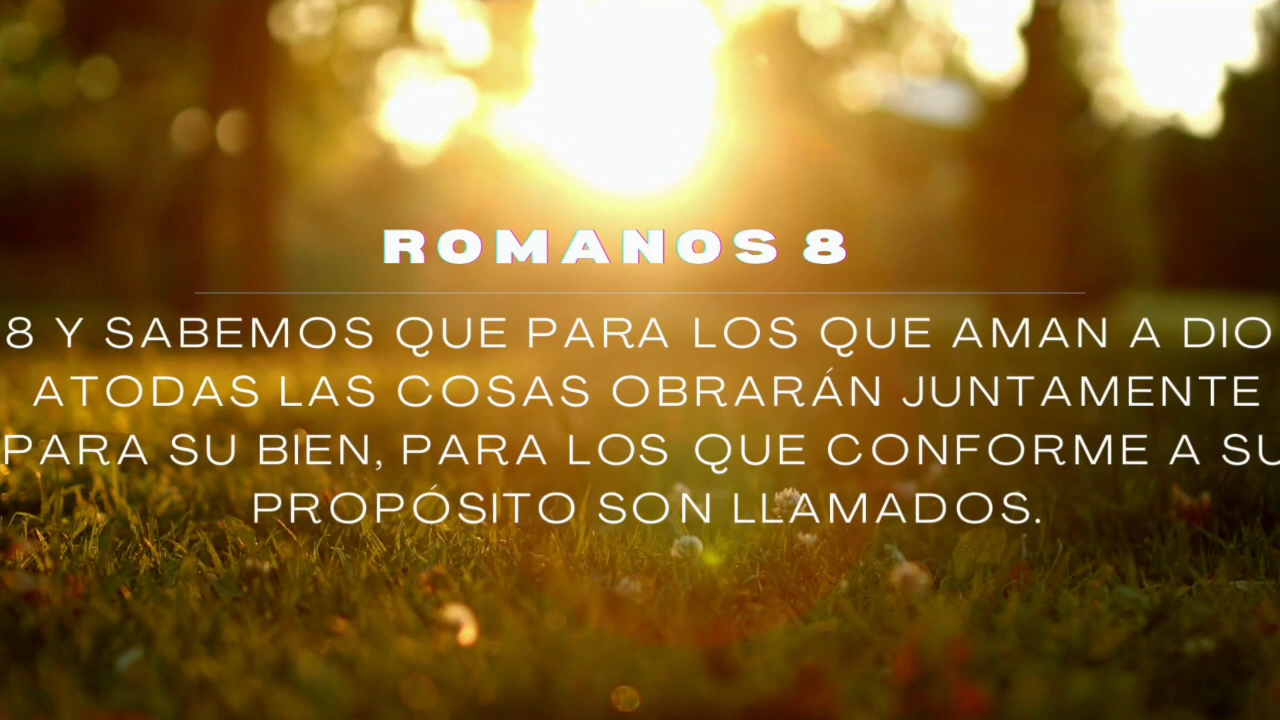 ROMANOS 8
8 Y SABEMOS QUE PARA LOS QUE AMAN A DIO
ATODAS LAS COSAS OBRARÁN JUNTAMENTE
PARA SU BIEN, PARA LOS QUE CONFORME A SU
PROPÓSITO SON LLAMADOS.